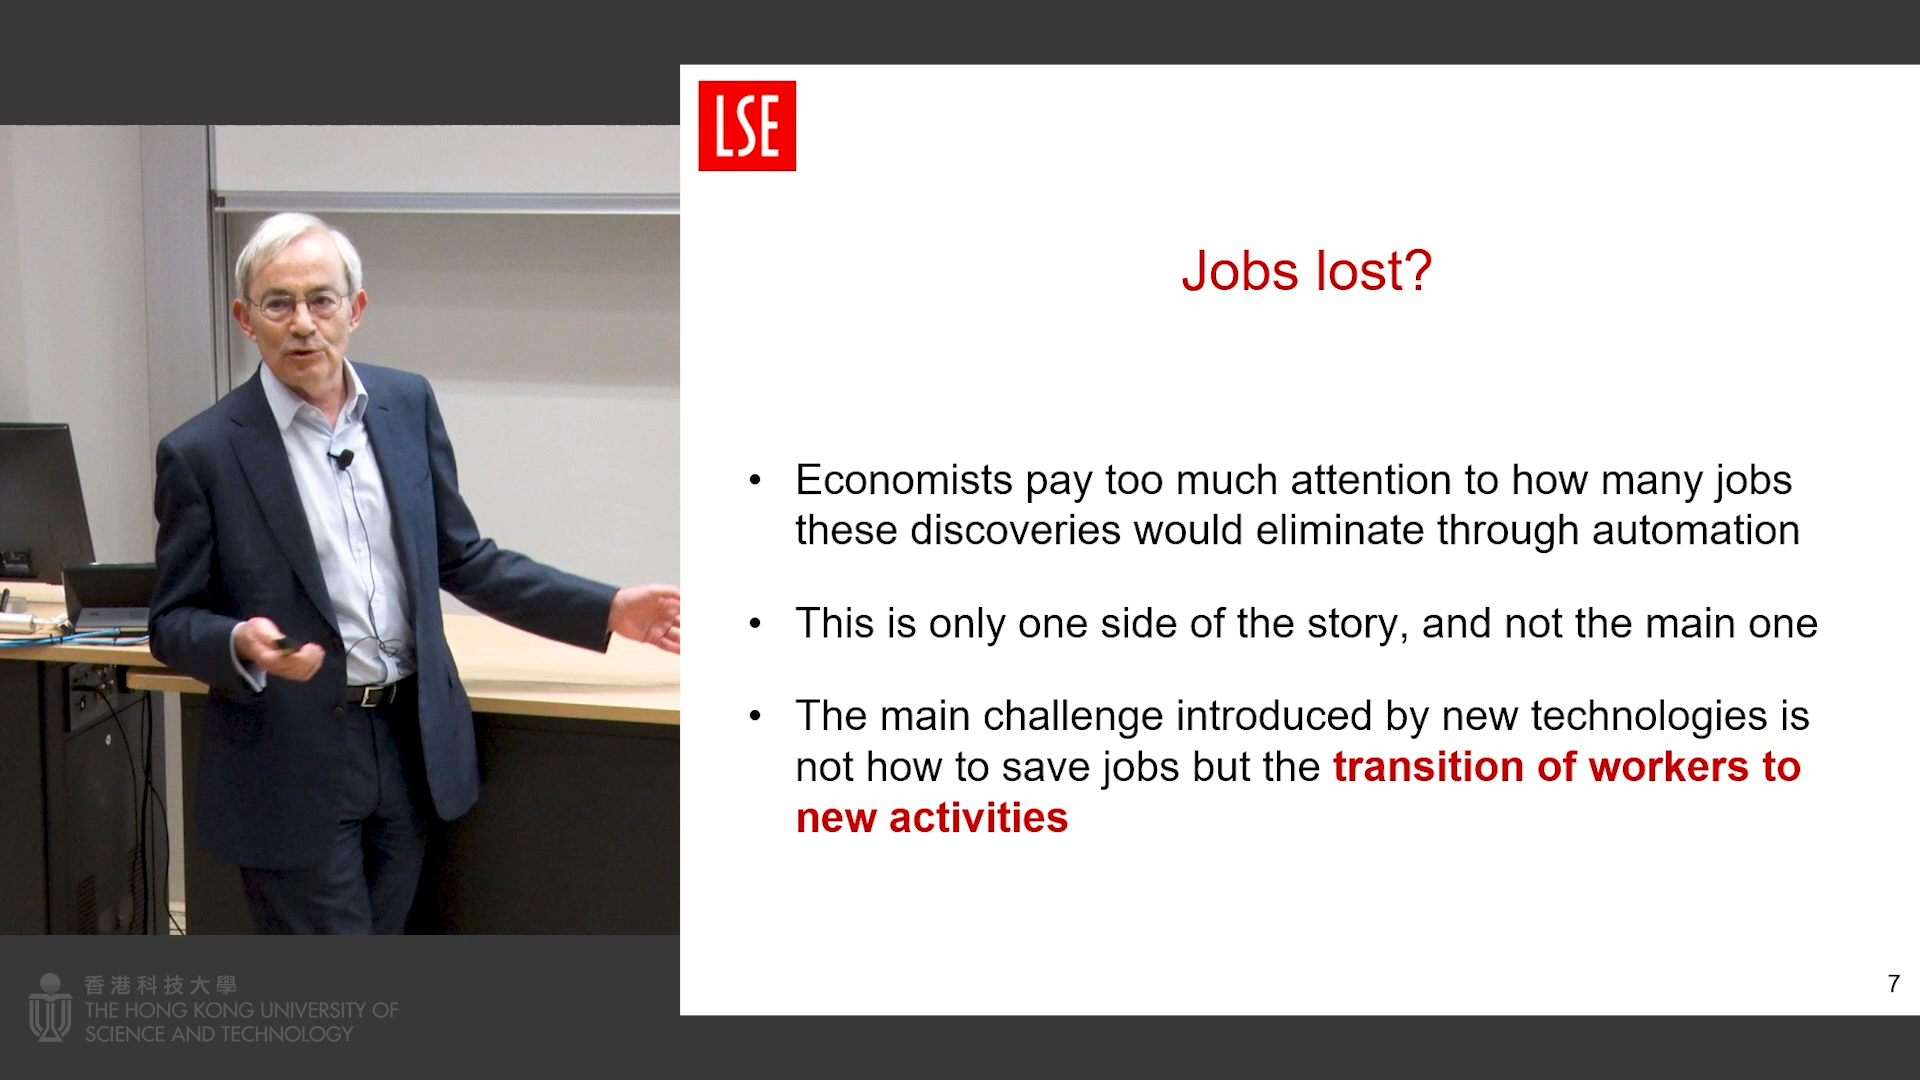 LSE
Jobs lost?
• Economists pay too much attention to how many jobs
these discoveries would eliminate through automation
• This is only one side of the story, and not the main one
• The main challenge introduced by new technologies is
not how to save jobs but the transition of workers to
new activities
7
香港科技大學
THE HONG KONG UNIVERSITY OF
SCIENCE AND TECHNOLOGY